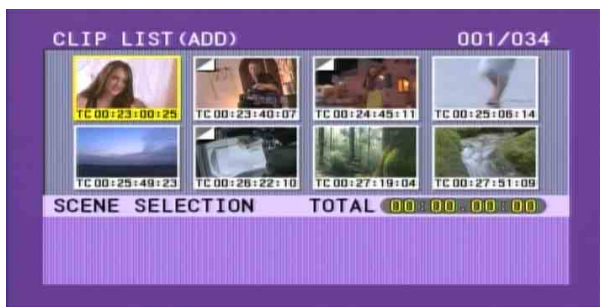 CLIP LIST(ADD) 001/034
TC 00:23:00:25 TC 00:23:40:07 TC 00:24:45:11 TC 00:25:06:14
TC 00:25:49:23 TC 00:26:22:10 TC 00:27:19:04 TC 00:27:51:09
SCENE SELECTION TOTAL 00:00.00:00